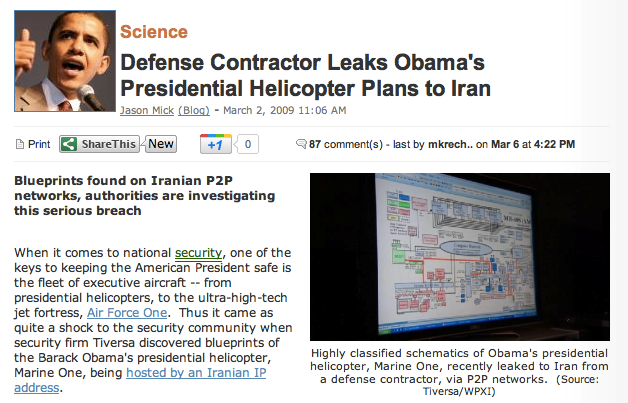 Science
Defense Contractor Leaks Obama's
Presidential Helicopter Plans to Iran
Jason Mick (Blog) - March 2, 2009 11:06 AM
Print ShareThis New +1 0 87 comment(s) - last by mkrech.. on Mar 6 at 4:22 PM
Blueprints found on Iranian P2P
networks, authorities are investigating
this serious breach
When it comes to national security, one of the
keys to keeping the American President safe is
the fleet of executive aircraft -- from
presidential helicopters, to the ultra-high-tech
jet fortress, Air Force One.  Thus it came as
quite a shock to the security community when
security firm Tiversa discovered blueprints of
the Barack Obama's presidential helicopter,
Marine One, being hosted by an Iranian IP
address.
Highly classified schematics of Obama's presidential
helicopter, Marine One, recently leaked to Iran from
a defense contractor, via P2P networks.  (Source:
Tiversa/WPXI)